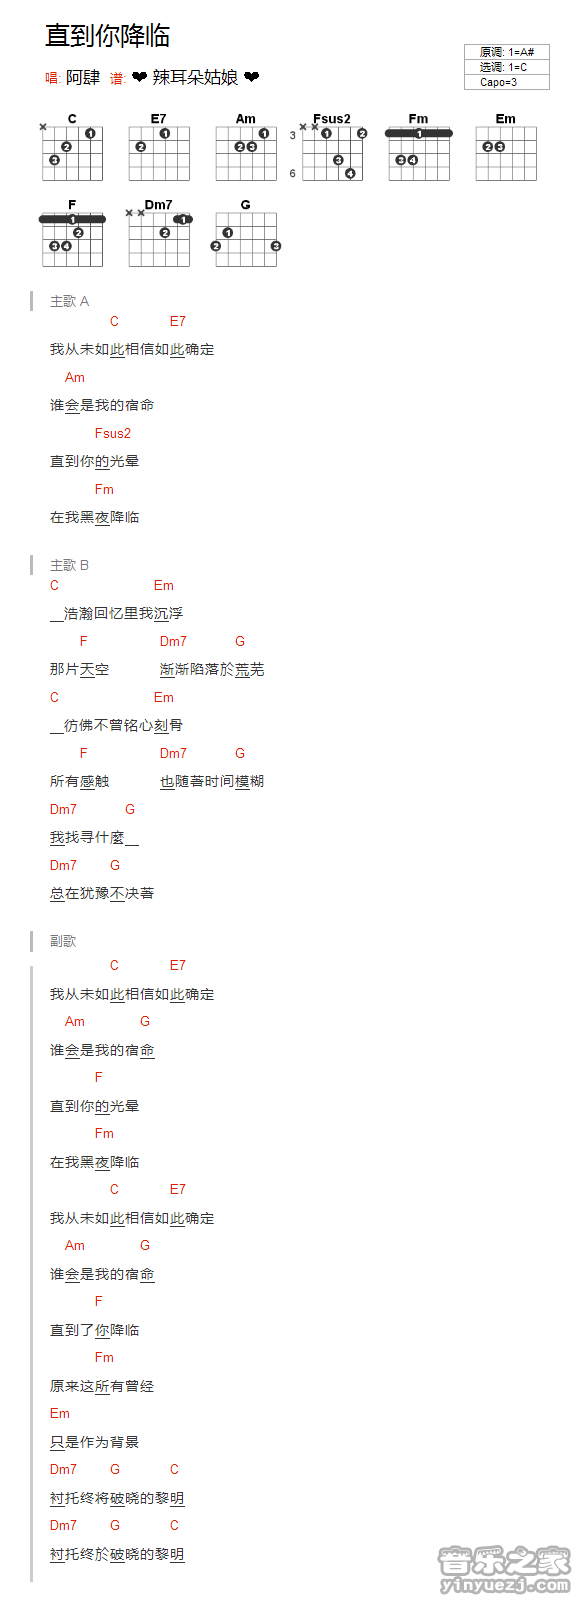 直到你降临
唱: 阿肆 谱: ❤ 辣耳朵姑娘 ❤
原调: 1=A#
选调: 1=C
Capo=3
C E7 Am Fsus2 Fm Em
3
6
F Dm7 G
主歌 A
C E7
我从未如此相信如此确定
Am
谁会是我的宿命
Fsus2
直到你的光晕
Fm
在我黑夜降临
主歌 B
C Em
__浩瀚回忆里我沉浮
F Dm7 G
那片天空 渐渐陷落於荒芜
C Em
__彷佛不曾铭心刻骨
F Dm7 G
所有感触 也随著时间模糊
Dm7 G
我找寻什麼__
Dm7 G
总在犹豫不决著
副歌
C E7
我从未如此相信如此确定
Am G
谁会是我的宿命
F
直到你的光晕
Fm
在我黑夜降临
C E7
我从未如此相信如此确定
Am G
谁会是我的宿命
F
直到了你降临
Fm
原来这所有曾经
Em
只是作为背景
Dm7 G C
衬托终将破晓的黎明
Dm7 G C
衬托终於破晓的黎明
音乐之家
yinyuezj.com